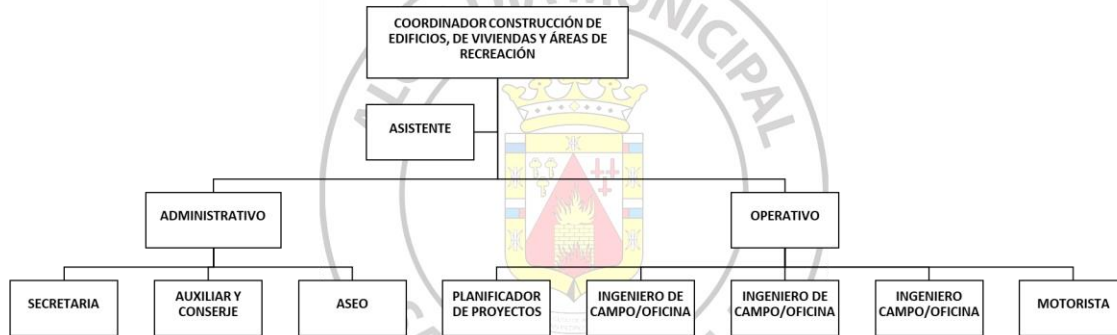 COORDINADOR CONSTRUCCIÓN DE
EDIFICIOS, DE VIVIENDAS Y ÁREAS DE
RECREACIÓN
ASISTENTE
ADMINISTRATIVO
OPERATIVO
SECRETARIA
AUXILIAR Y
CONSERJE
ASEO
PLANIFICADOR
DE PROYECTOS
INGENIERO DE
CAMPO/OFICINA
INGENIERO DE
CAMPO/OFICINA
INGENIERO
CAMPO/OFICINA
MOTORISTA